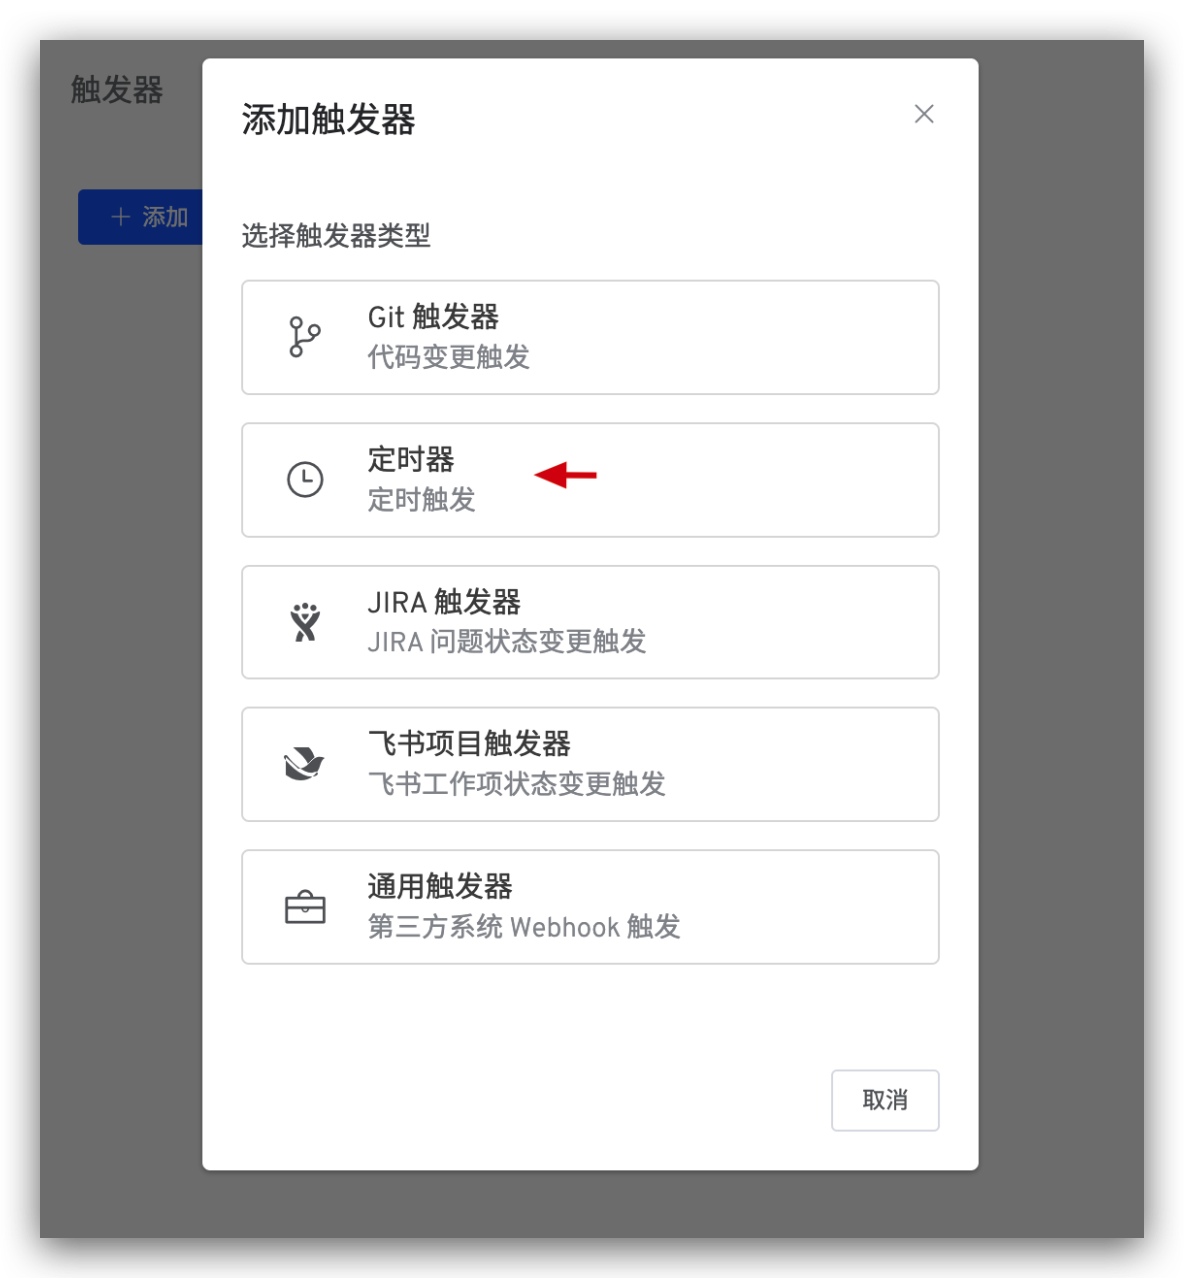 触发器
添加触发器
添加
选择触发器类型
Git 触发器
代码变更触发
定时器
定时触发
JIRA 触发器
JIRA 问题状态变更触发
飞书项目触发器
飞书工作项状态变更触发
通用触发器
第三方系统 Webhook 触发
取消